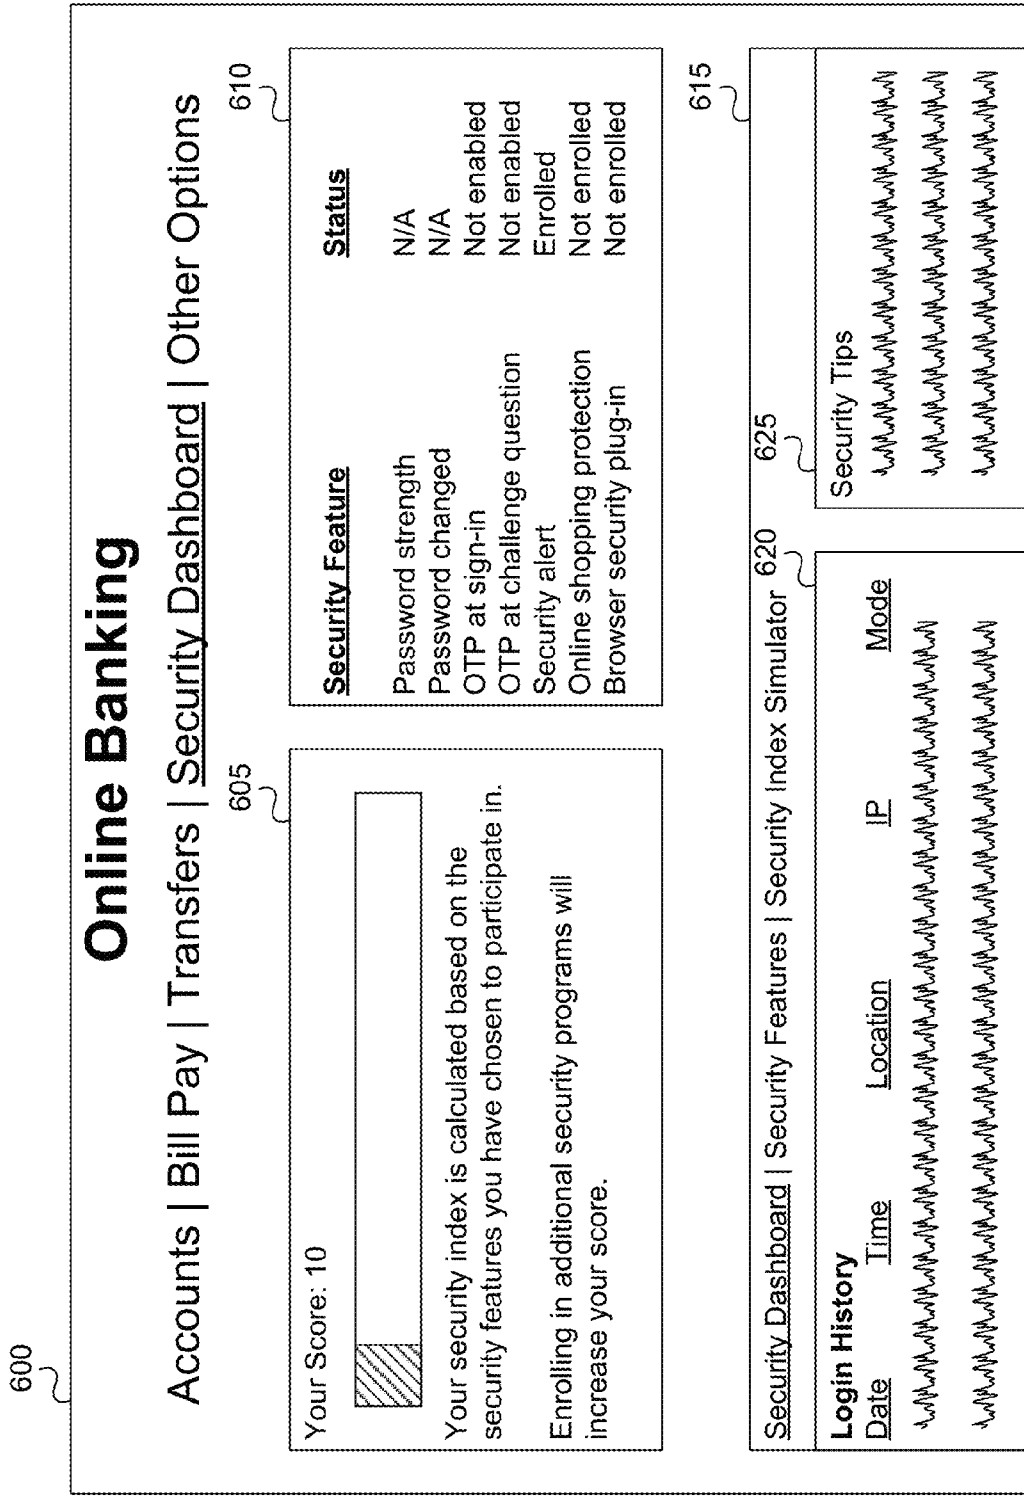 600
Online Banking
Accounts | Bill Pay | Transfers | Security Dashboard | Other Options
605
Your Score: 10
Your security index is calculated based on the
security features you have chosen to participate in.
Enrolling in additional security programs will
increase your score.
610
Security Feature Status
Password strength N/A
Password changed N/A
OTP at sign-in Not enabled
OTP at challenge question Not enabled
Security alert Enrolled
Online shopping protection Not enrolled
Browser security plug-in Not enrolled
615
Security Dashboard | Security Features | Security Index Simulator
620
Login History
Date Time Location IP Mode
625
Security Tips